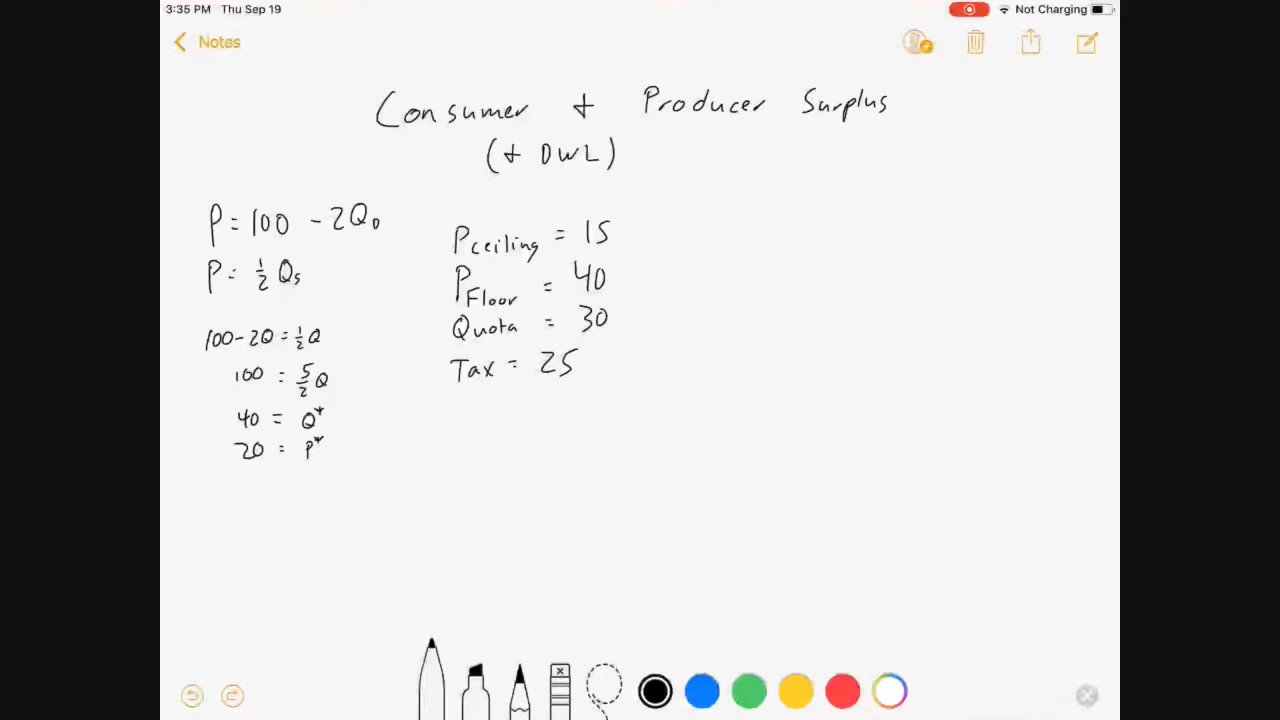 3:35 PM Thu Sep 19
Not Charging
Notes
Consumer + Producer Surplus
(+ DWL)
P = 100 - 2Q_D
P = 1/2 Q_s
100 - 2Q = 1/2 Q
100 = 5/2 Q
40 = Q*
20 = P*
P_ceiling = 15
P_Floor = 40
Quota = 30
Tax = 25